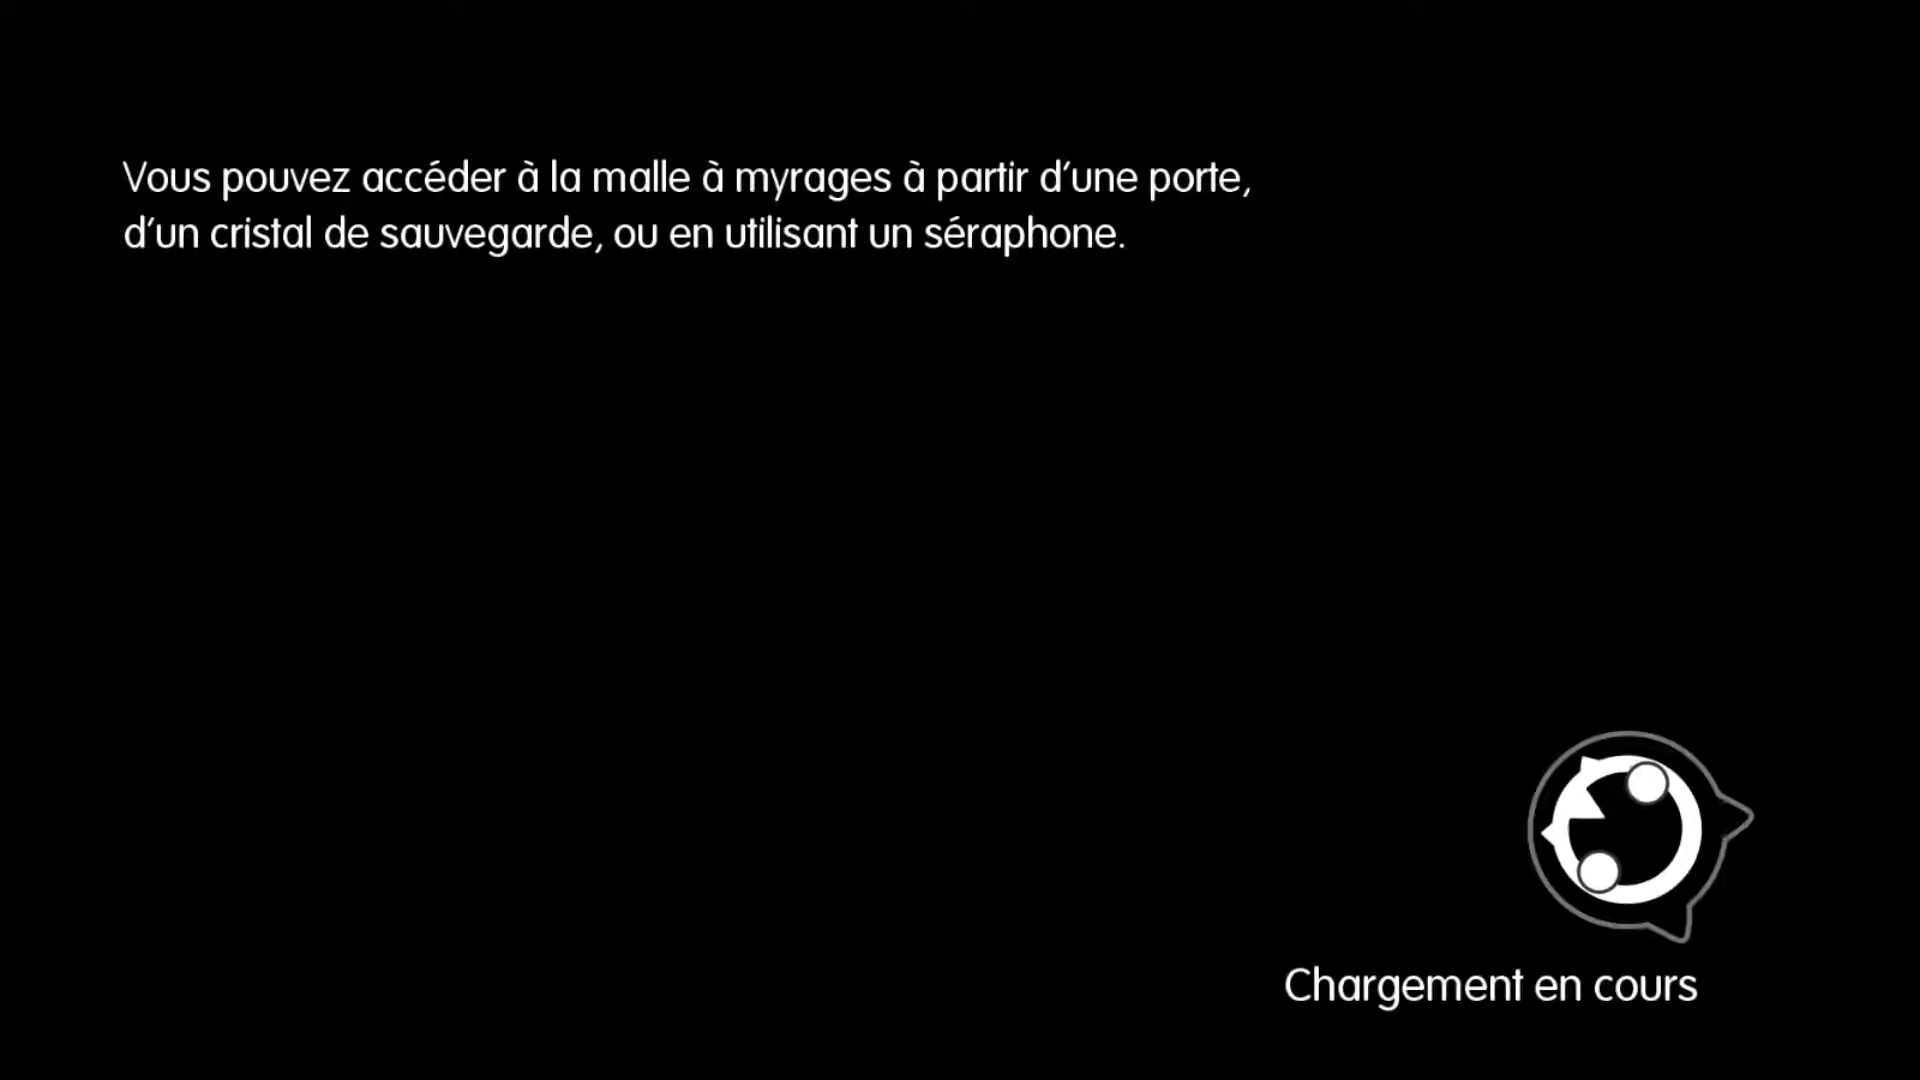 Vous pouvez accéder à la malle à myrages à partir d’une porte,
d’un cristal de sauvegarde, ou en utilisant un séraphone.
Chargement en cours